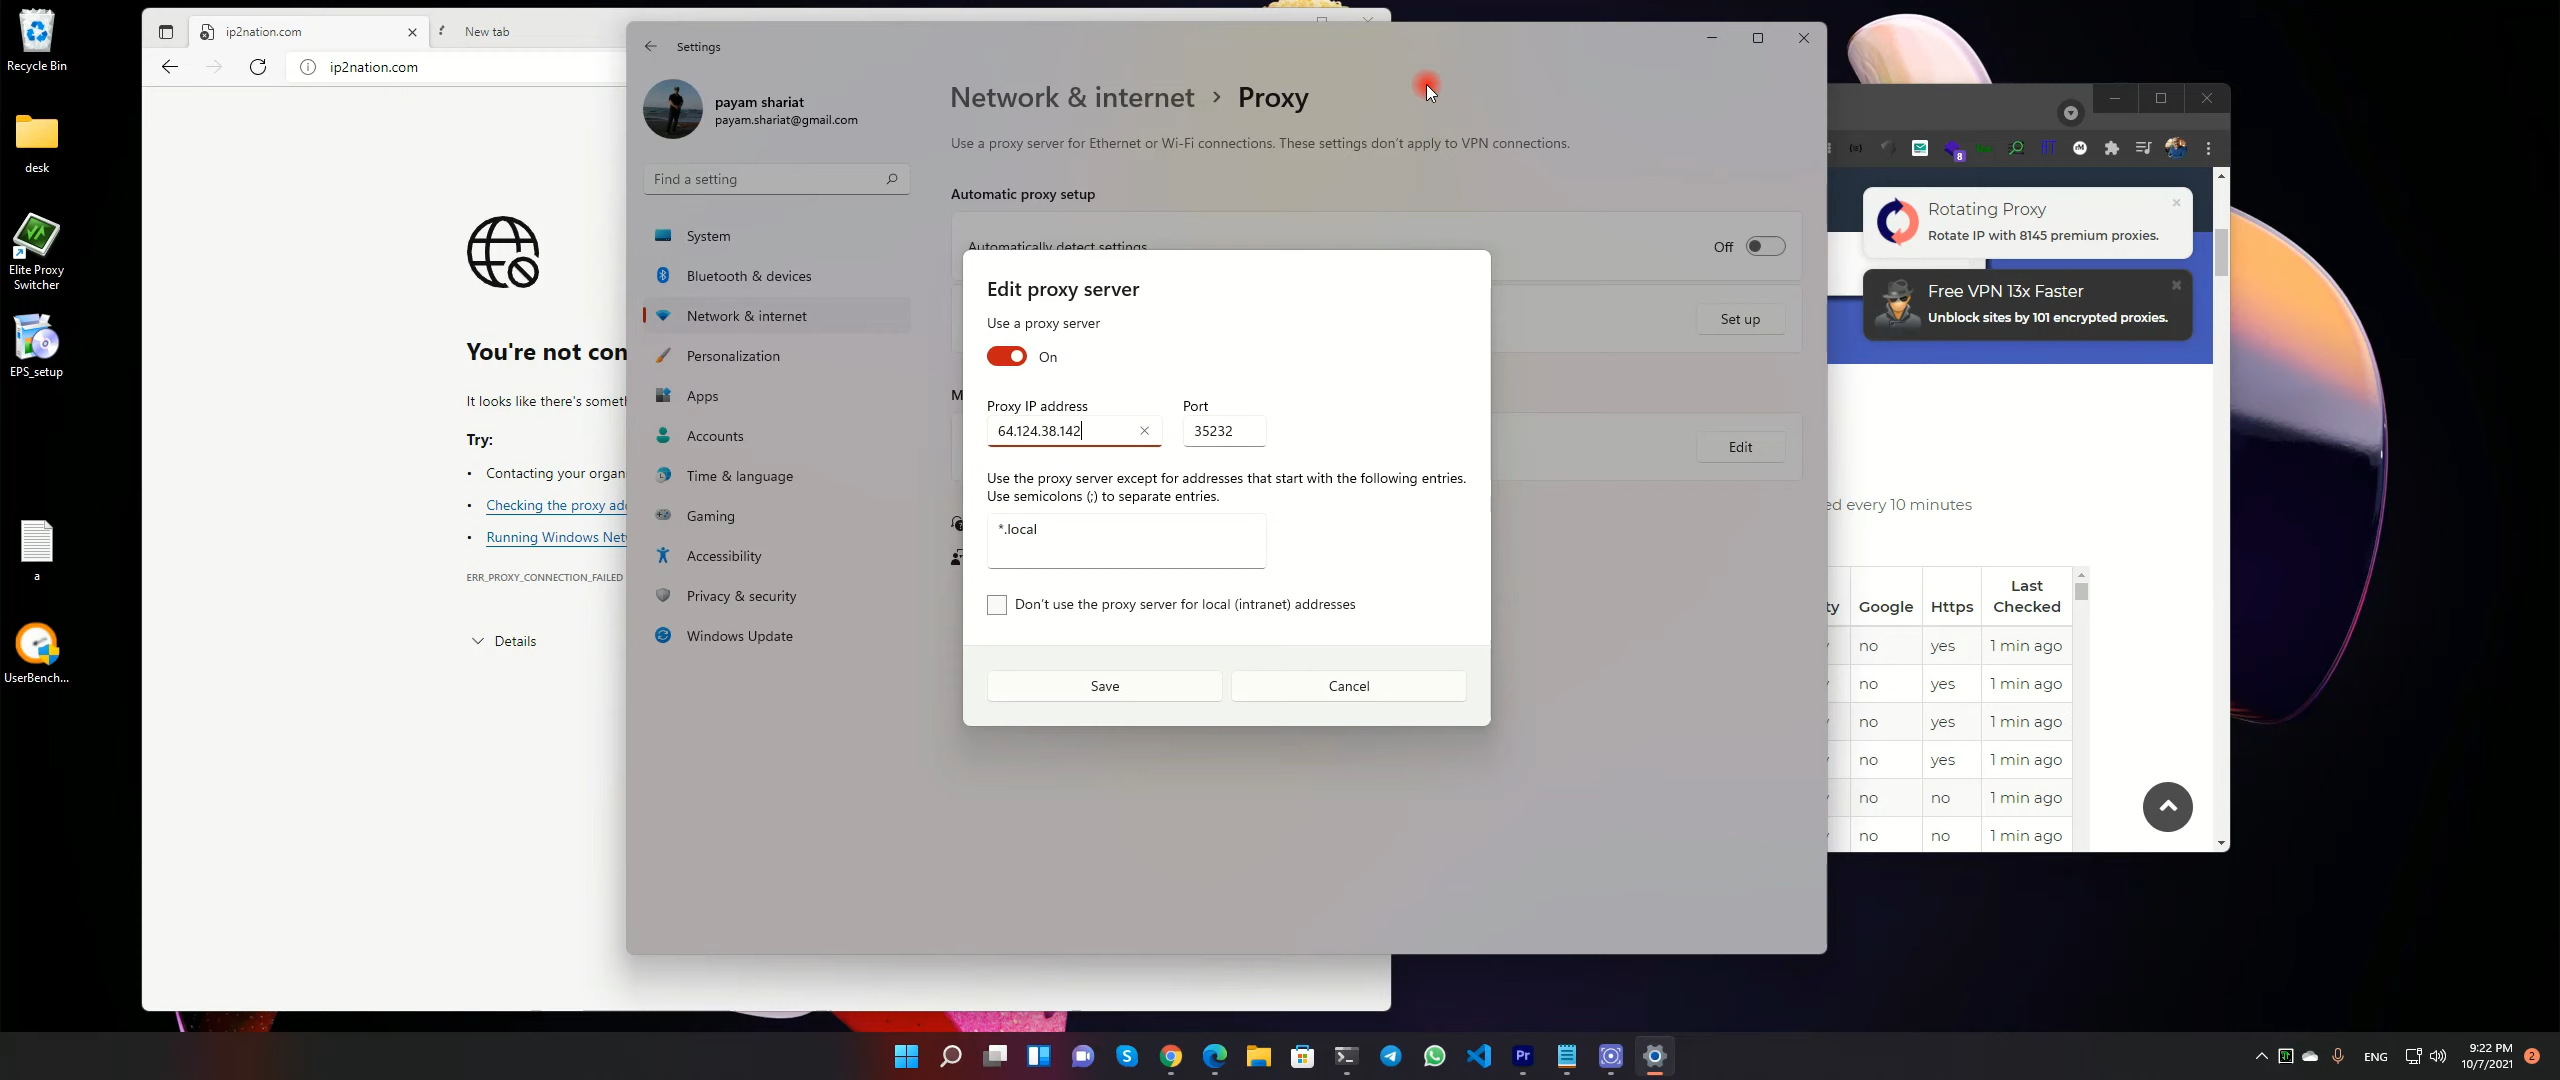 Recycle Bin
desk
Elite Proxy
Switcher
EPS_setup
a
UserBench...
ip2nation.com
New tab
ip2nation.com
You're not con
It looks like there's somet
Try:
• Contacting your organ
• Checking the proxy add
• Running Windows Net
ERR_PROXY_CONNECTION_FAILED
Details
Settings
payam shariat
payam.shariat@gmail.com
Find a setting
System
Bluetooth & devices
Network & internet
Personalization
Apps
Accounts
Time & language
Gaming
Accessibility
Privacy & security
Windows Update
Network & internet › Proxy
Use a proxy server for Ethernet or Wi-Fi connections. These settings don't apply to VPN connections.
Automatic proxy setup
Automatically detect settings
Off
Set up
M
Edit
Edit proxy server
Use a proxy server
On
Proxy IP address Port
64.124.38.142 35232
Use the proxy server except for addresses that start with the following entries.
Use semicolons (;) to separate entries.
*.local
Don't use the proxy server for local (intranet) addresses
Save Cancel
8
Rotating Proxy
Rotate IP with 8145 premium proxies.
Free VPN 13x Faster
Unblock sites by 101 encrypted proxies.
ed every 10 minutes
ty Google Https Last Checked
no yes 1 min ago
no yes 1 min ago
no yes 1 min ago
no yes 1 min ago
no no 1 min ago
no no 1 min ago
Pr
ENG
9:22 PM
10/7/2021
2